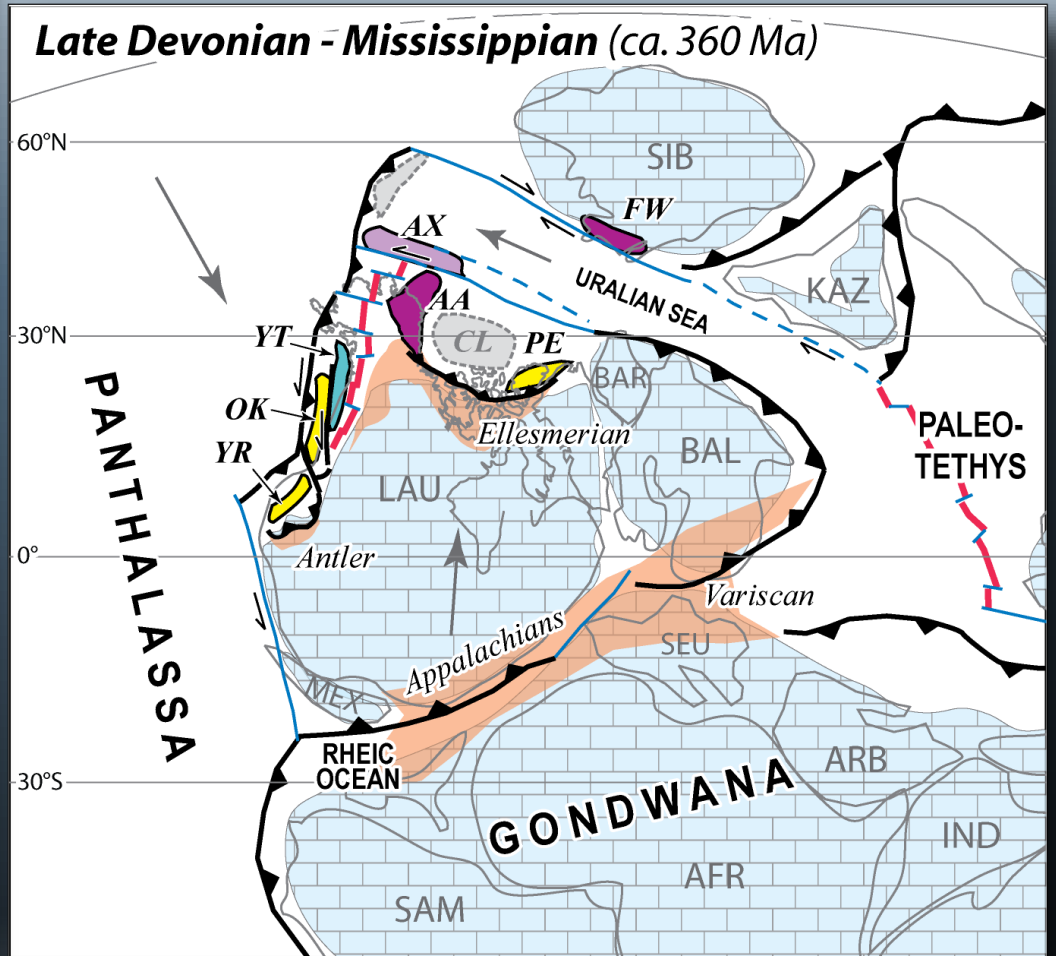 Late Devonian - Mississippian (ca. 360 Ma)
60°N
SIB
FW
AX
URALIAN SEA
KAZ
AA
30°N
YT
CL
PE
BAR
OK
PANTHALASSA
Ellesmerian
PALEO-
TETHYS
YR
BAL
LAU
0°
Antler
Variscan
Appalachians
SEU
MEX
RHEIC
OCEAN
30°S
ARB
GONDWANA
IND
AFR
SAM